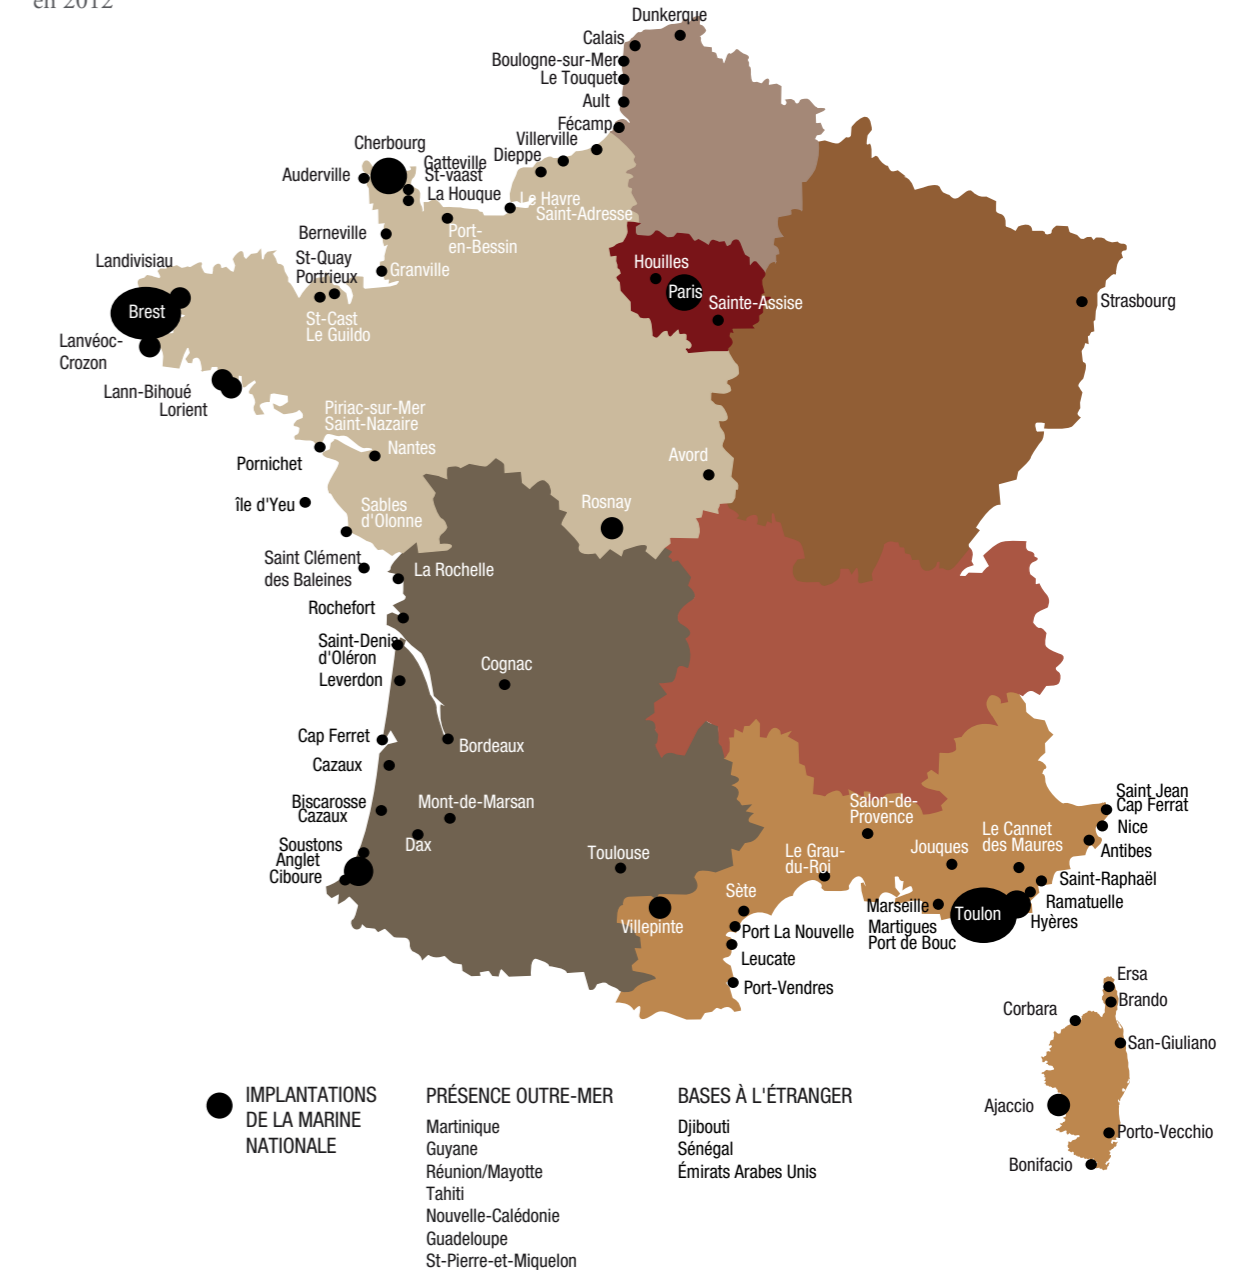 en 2012
Dunkerque
Calais
Boulogne-sur-Mer
Le Touquet
Ault
Fécamp
Villerville
Dieppe
Cherbourg
Gatteville
St-vaast
La Houque
Auderville
Le Havre
Saint-Adresse
Port-
en-Bessin
Berneville
Granville
St-Quay
Portrieux
St-Cast
Le Guildo
Landivisiau
Brest
Lanvéoc-
Crozon
Lann-Bihoué
Lorient
Houilles
Paris
Sainte-Assise
Strasbourg
Piriac-sur-Mer
Saint-Nazaire
Nantes
Pornichet
Avord
île d'Yeu
Sables
d'Olonne
Rosnay
Saint Clément
des Baleines
La Rochelle
Rochefort
Saint-Denis
d'Oléron
Leverdon
Cognac
Cap Ferret
Bordeaux
Cazaux
Biscarosse
Cazaux
Mont-de-Marsan
Dax
Soustons
Anglet
Ciboure
Toulouse
Villepinte
Salon-de-
Provence
Le Grau-
du-Roi
Sète
Port La Nouvelle
Leucate
Port-Vendres
Jouques
Le Cannet
des Maures
Saint Jean
Cap Ferrat
Nice
Antibes
Saint-Raphaël
Ramatuelle
Hyères
Toulon
Marseille
Martigues
Port de Bouc
Ersa
Brando
Corbara
San-Giuliano
Ajaccio
Porto-Vecchio
Bonifacio
IMPLANTATIONS
DE LA MARINE
NATIONALE
PRÉSENCE OUTRE-MER
Martinique
Guyane
Réunion/Mayotte
Tahiti
Nouvelle-Calédonie
Guadeloupe
St-Pierre-et-Miquelon
BASES À L'ÉTRANGER
Djibouti
Sénégal
Émirats Arabes Unis